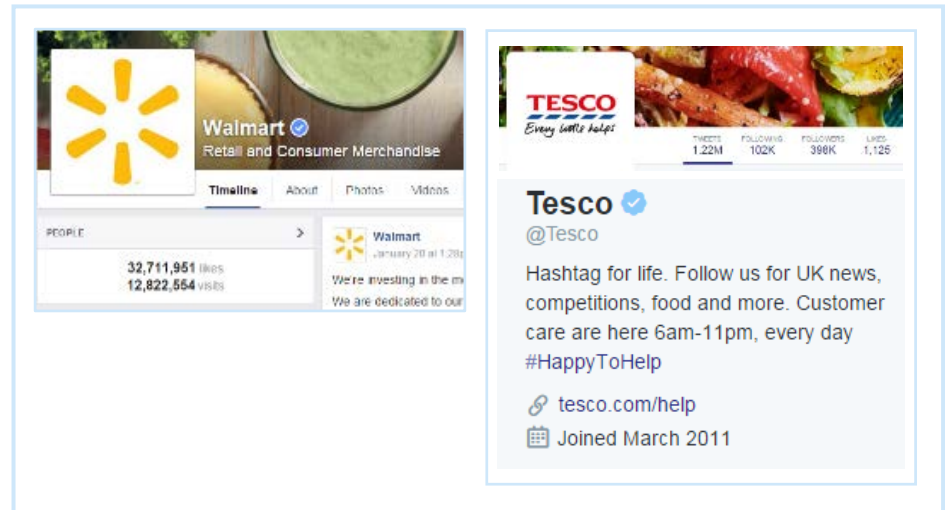 Walmart
Retail and Consumer Merchandise
Timeline About Photos Videos
PEOPLE >
32,711,951 likes
12,822,554 visits
Walmart
January 20 at 1:28p
We're investing in the m
We are dedicated to our
TESCO
Every little helps
TWEETS FOLLOWING FOLLOWERS LIKES
1.22M 102K 398K 1,125
Tesco
@Tesco
Hashtag for life. Follow us for UK news,
competitions, food and more. Customer
care are here 6am-11pm, every day
#HappyToHelp
tesco.com/help
Joined March 2011